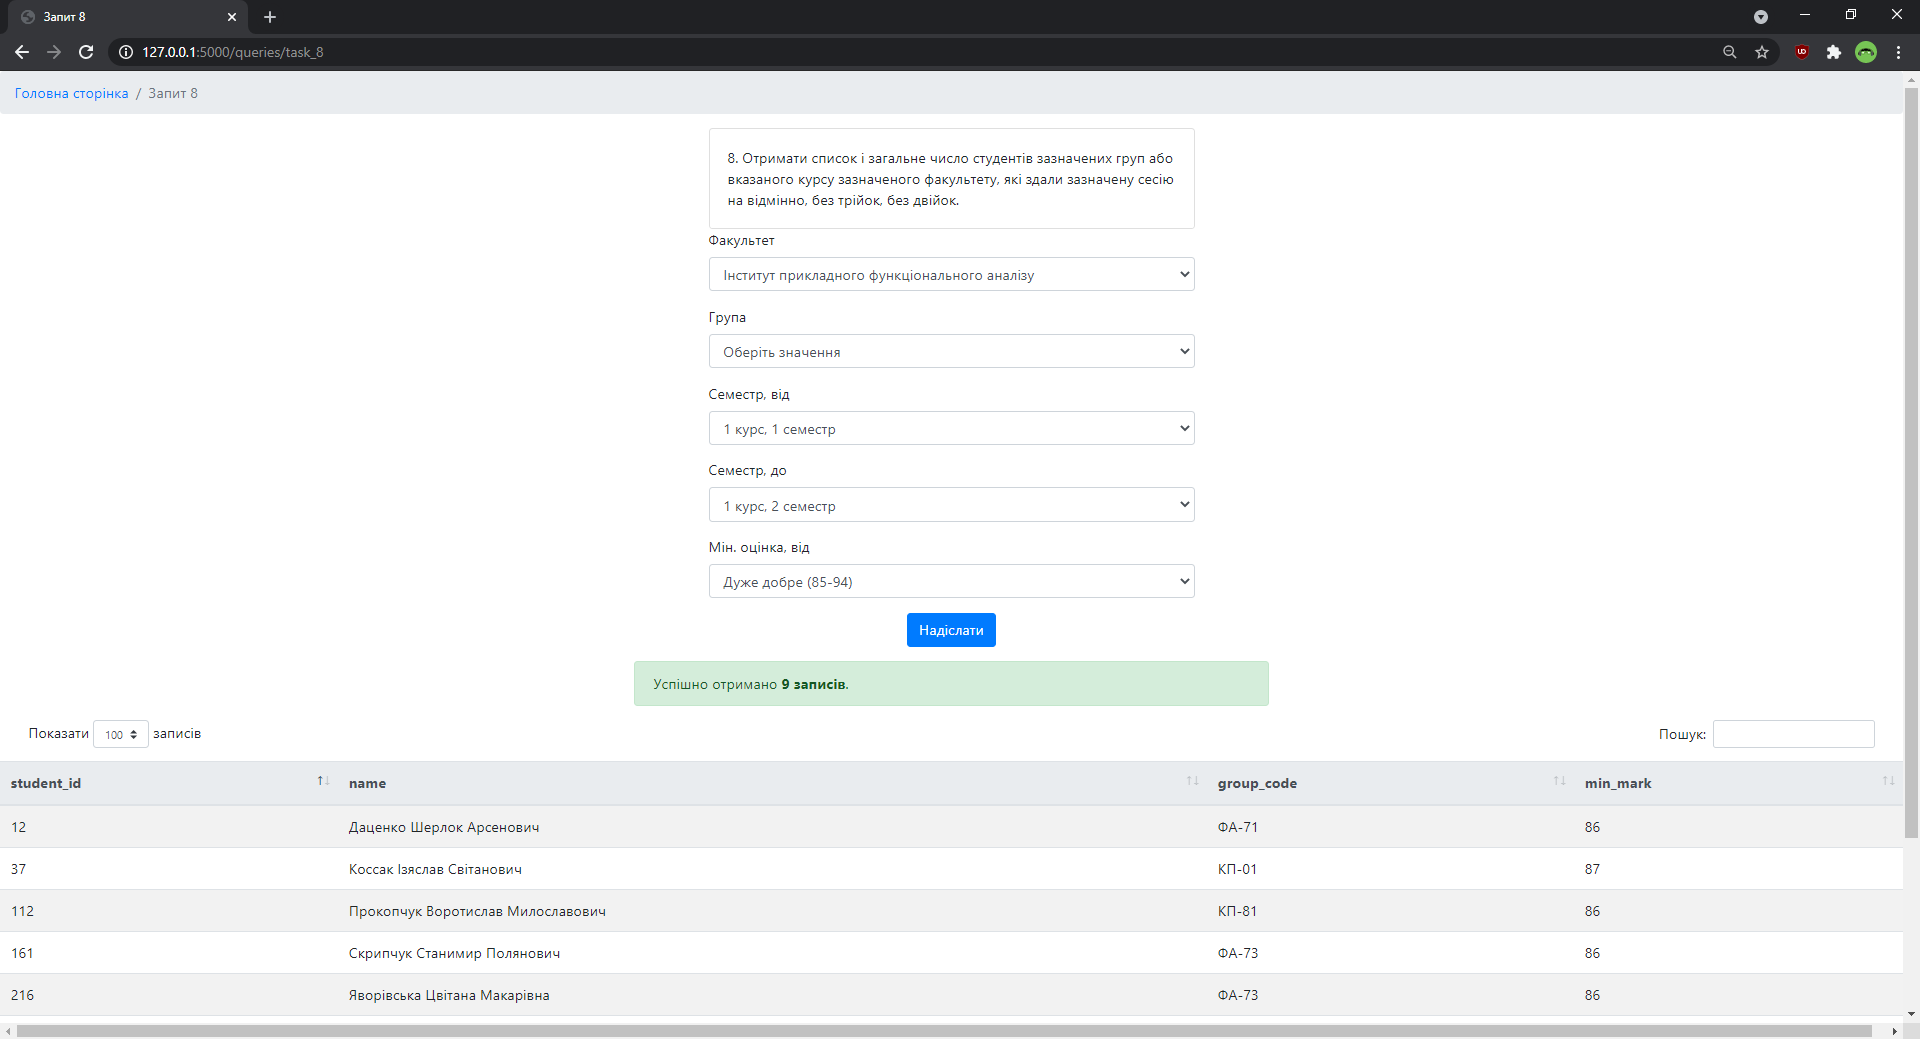 Запит 8
127.0.0.1:5000/queries/task_8
Головна сторінка / Запит 8
8. Отримати список і загальне число студентів зазначених груп або
вказаного курсу зазначеного факультету, які здали зазначену сесію
на відмінно, без трійок, без двійок.
Факультет
Інститут прикладного функціонального аналізу
Група
Оберіть значення
Семестр, від
1 курс, 1 семестр
Семестр, до
1 курс, 2 семестр
Мін. оцінка, від
Дуже добре (85-94)
Надіслати
Успішно отримано 9 записів.
Показати 100 записів Пошук:
student_id name group_code min_mark
12 Даценко Шерлок Арсенович ФА-71 86
37 Коссак Ізяслав Світанович КП-01 87
112 Прокопчук Воротислав Милославович КП-81 86
161 Скрипчук Станимир Полянович ФА-73 86
216 Яворівська Цвітана Макарівна ФА-73 86